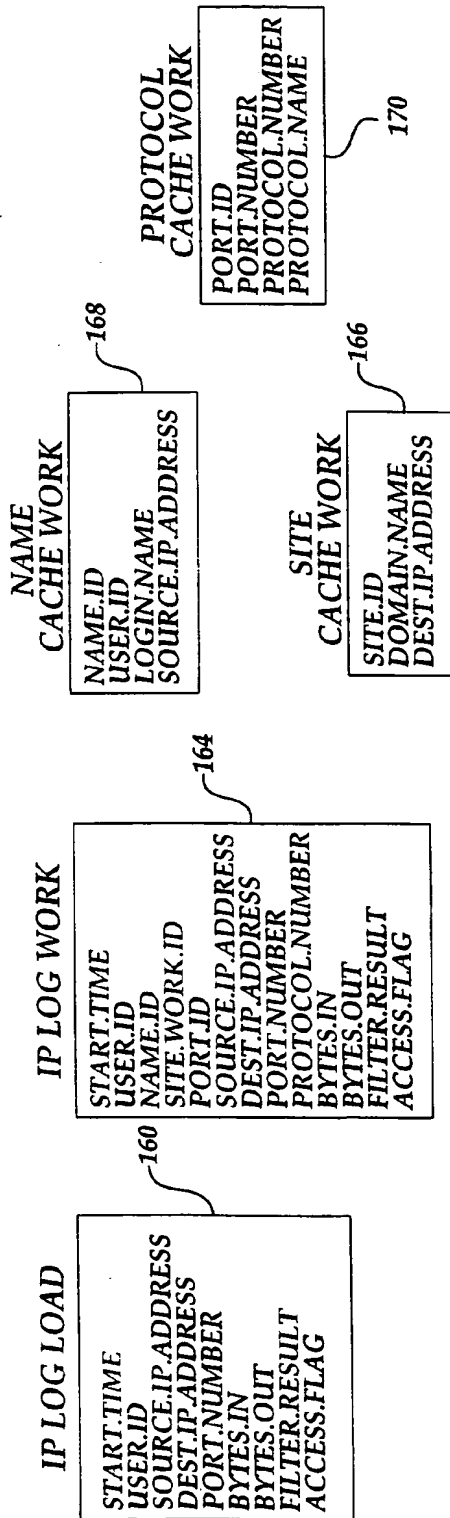 IP LOG LOAD
160
START.TIME
USER.ID
SOURCE.IP.ADDRESS
DEST.IP.ADDRESS
PORT.NUMBER
BYTES.IN
BYTES.OUT
FILTER.RESULT
ACCESS.FLAG
IP LOG WORK
164
START.TIME
USER.ID
NAME.ID
SITE.WORK.ID
PORT.ID
SOURCE.IP.ADDRESS
DEST.IP.ADDRESS
PORT.NUMBER
PROTOCOL.NUMBER
BYTES.IN
BYTES.OUT
FILTER.RESULT
ACCESS.FLAG
NAME
CACHE WORK
168
NAME.ID
USER.ID
LOGIN.NAME
SOURCE.IP.ADDRESS
SITE
CACHE WORK
166
SITE.ID
DOMAIN.NAME
DEST.IP.ADDRESS
PROTOCOL
CACHE WORK
PORT.ID
PORT.NUMBER
PROTOCOL.NUMBER
PROTOCOL.NAME
170